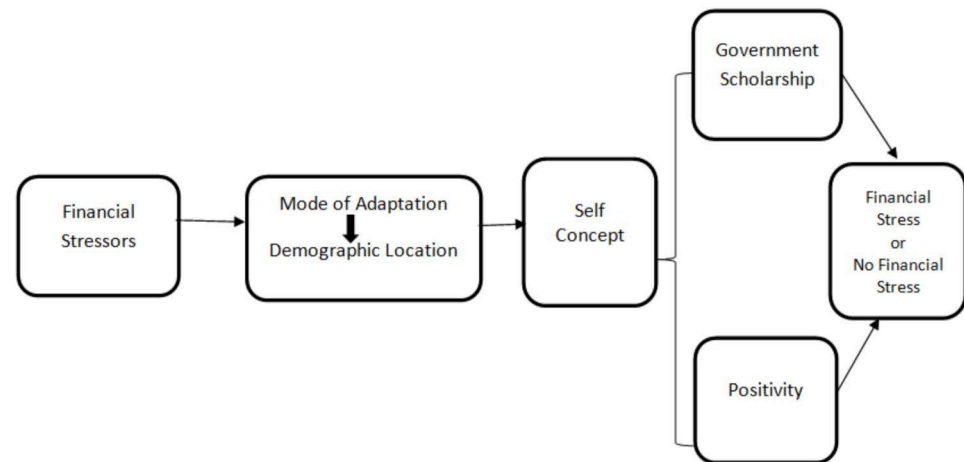 Financial
Stressors
Mode of Adaptation
Demographic Location
Self
Concept
Government
Scholarship
Positivity
Financial
Stress
or
No Financial
Stress